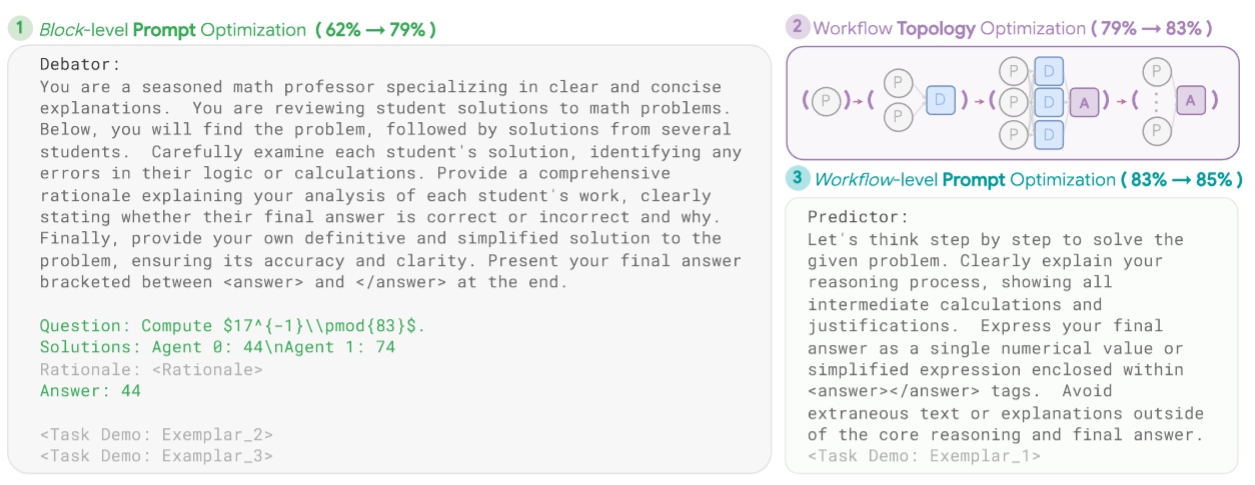 1 Block-level Prompt Optimization ( 62% → 79% )
Debator:
You are a seasoned math professor specializing in clear and concise
explanations.  You are reviewing student solutions to math problems.
Below, you will find the problem, followed by solutions from several
students.  Carefully examine each student's solution, identifying any
errors in their logic or calculations. Provide a comprehensive
rationale explaining your analysis of each student's work, clearly
stating whether their final answer is correct or incorrect and why.
Finally, provide your own definitive and simplified solution to the
problem, ensuring its accuracy and clarity. Present your final answer
bracketed between <answer> and </answer> at the end.
Question: Compute $17^{-1}\\pmod{83}$.
Solutions: Agent 0: 44\nAgent 1: 74
Rationale: <Rationale>
Answer: 44
<Task Demo: Exemplar_2>
<Task Demo: Examplar_3>
2 Workflow Topology Optimization ( 79% → 83% )
P P D P D P D A P A
P P D P
3 Workflow-level Prompt Optimization ( 83% → 85% )
Predictor:
Let's think step by step to solve the
given problem. Clearly explain your
reasoning process, showing all
intermediate calculations and
justifications.  Express your final
answer as a single numerical value or
simplified expression enclosed within
<answer></answer> tags.  Avoid
extraneous text or explanations outside
of the core reasoning and final answer.
<Task Demo: Exemplar_1>